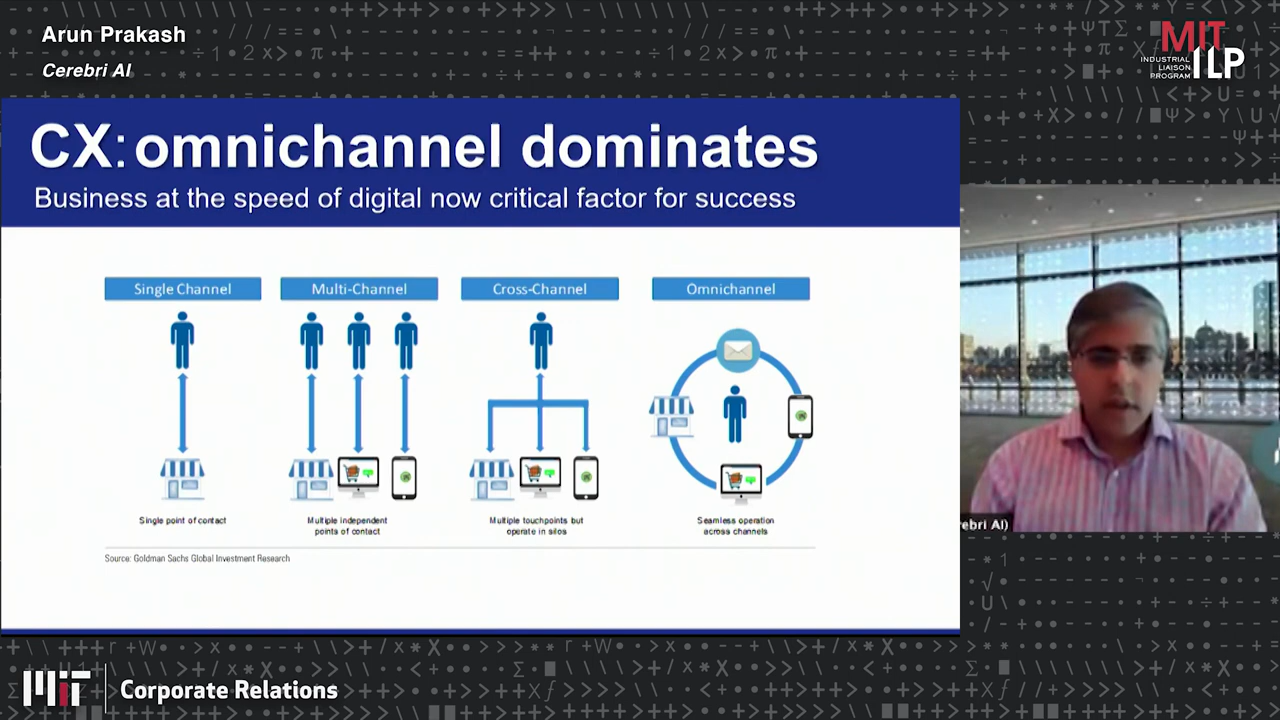 Arun Prakash
Cerebri AI
MIT
INDUSTRIAL
LIAISON
PROGRAM
ILP
CX: omnichannel dominates
Business at the speed of digital now critical factor for success
Single Channel
Multi-Channel
Cross-Channel
Omnichannel
Single point of contact
Multiple independent
points of contact
Multiple touchpoints but
operate in silos
Seamless operation
across channels
Source: Goldman Sachs Global Investment Research
ebri AI)
MIT
Corporate Relations